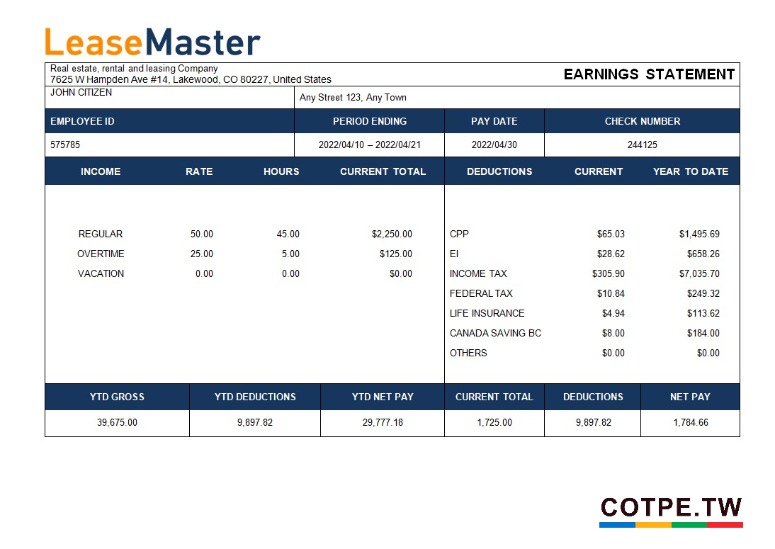 LeaseMaster
Real estate, rental and leasing Company
7625 W Hampden Ave #14, Lakewood, CO 80227, United States
EARNINGS STATEMENT
JOHN CITIZEN
Any Street 123, Any Town
EMPLOYEE ID PERIOD ENDING PAY DATE CHECK NUMBER
575785 2022/04/10 – 2022/04/21 2022/04/30 244125
INCOME RATE HOURS CURRENT TOTAL DEDUCTIONS CURRENT YEAR TO DATE
REGULAR 50.00 45.00 $2,250.00 CPP $65.03 $1,495.69
OVERTIME 25.00 5.00 $125.00 EI $28.62 $658.26
VACATION 0.00 0.00 $0.00 INCOME TAX $305.90 $7,035.70
FEDERAL TAX $10.84 $249.32
LIFE INSURANCE $4.94 $113.62
CANADA SAVING BC $8.00 $184.00
OTHERS $0.00 $0.00
YTD GROSS YTD DEDUCTIONS YTD NET PAY CURRENT TOTAL DEDUCTIONS NET PAY
39,675.00 9,897.82 29,777.18 1,725.00 9,897.82 1,784.66
COTPE.TW